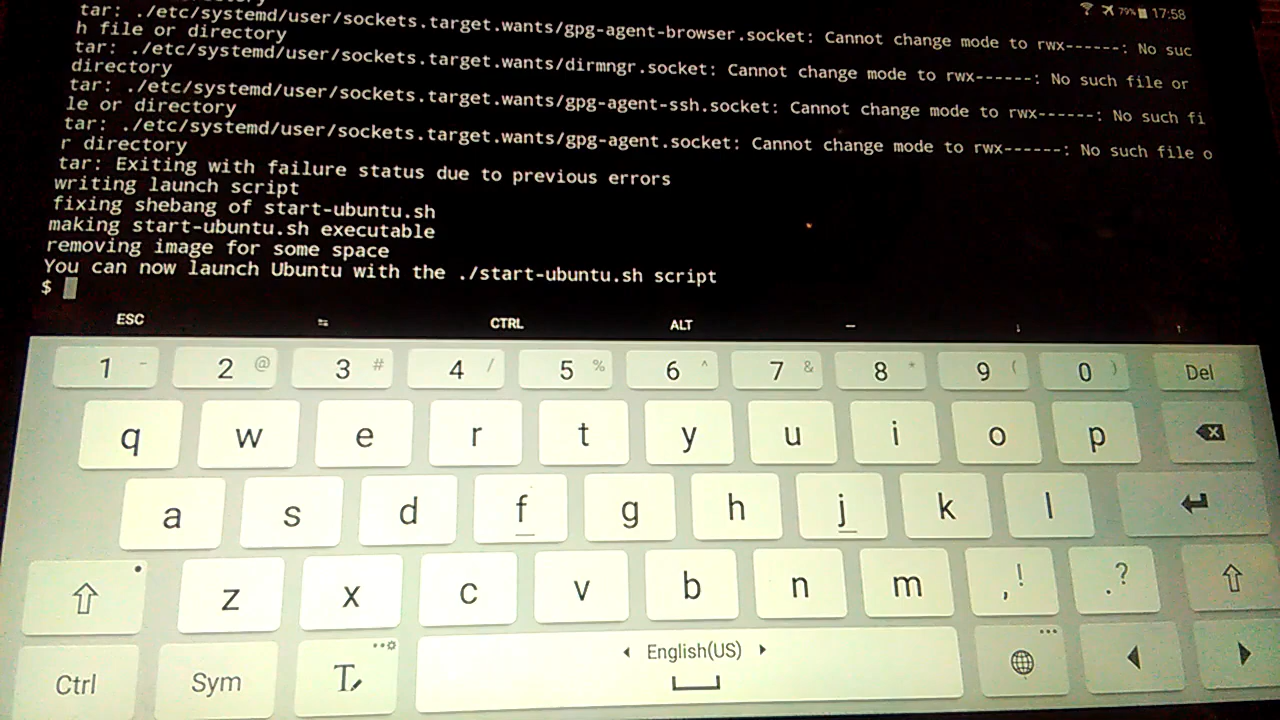 79% 17:58
tar: ./etc/systemd/user/sockets.target.wants/gpg-agent-browser.socket: Cannot change mode to rwx------: No suc
h file or directory
tar: ./etc/systemd/user/sockets.target.wants/dirmngr.socket: Cannot change mode to rwx------: No such file or
directory
tar: ./etc/systemd/user/sockets.target.wants/gpg-agent-ssh.socket: Cannot change mode to rwx------: No such fi
le or directory
tar: ./etc/systemd/user/sockets.target.wants/gpg-agent.socket: Cannot change mode to rwx------: No such file o
r directory
tar: Exiting with failure status due to previous errors
writing launch script
fixing shebang of start-ubuntu.sh
making start-ubuntu.sh executable
removing image for some space
You can now launch Ubuntu with the ./start-ubuntu.sh script
$
ESC CTRL ALT —
1 - 2 @ 3 # 4 / 5 % 6 ^ 7 & 8 * 9 ( 0 ) Del
q w e r t y u i o p
a s d f g h j k l
z x c v b n m , ! . ?
Ctrl Sym T English(US)